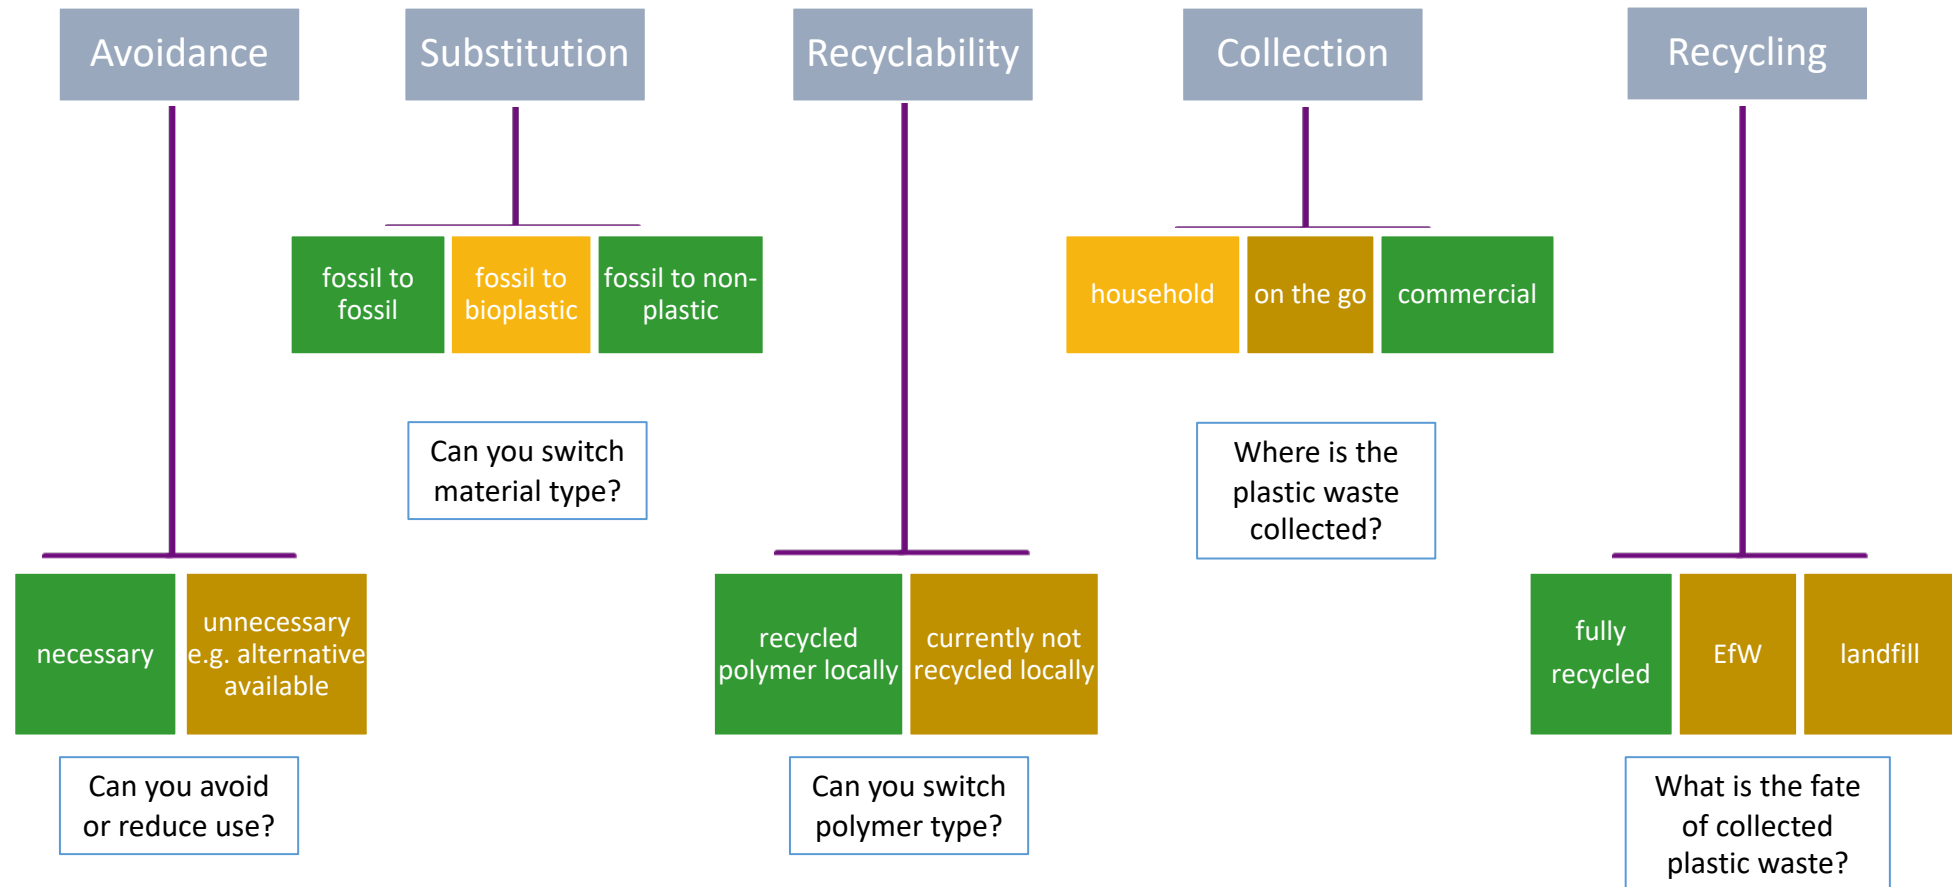 Avoidance
Substitution
Recyclability
Collection
Recycling
fossil to
fossil
fossil to
bioplastic
fossil to non-
plastic
household
on the go
commercial
Can you switch
material type?
Where is the
plastic waste
collected?
necessary
unnecessary
e.g. alternative
available
recycled
polymer locally
currently not
recycled locally
fully
recycled
EfW
landfill
Can you avoid
or reduce use?
Can you switch
polymer type?
What is the fate
of collected
plastic waste?